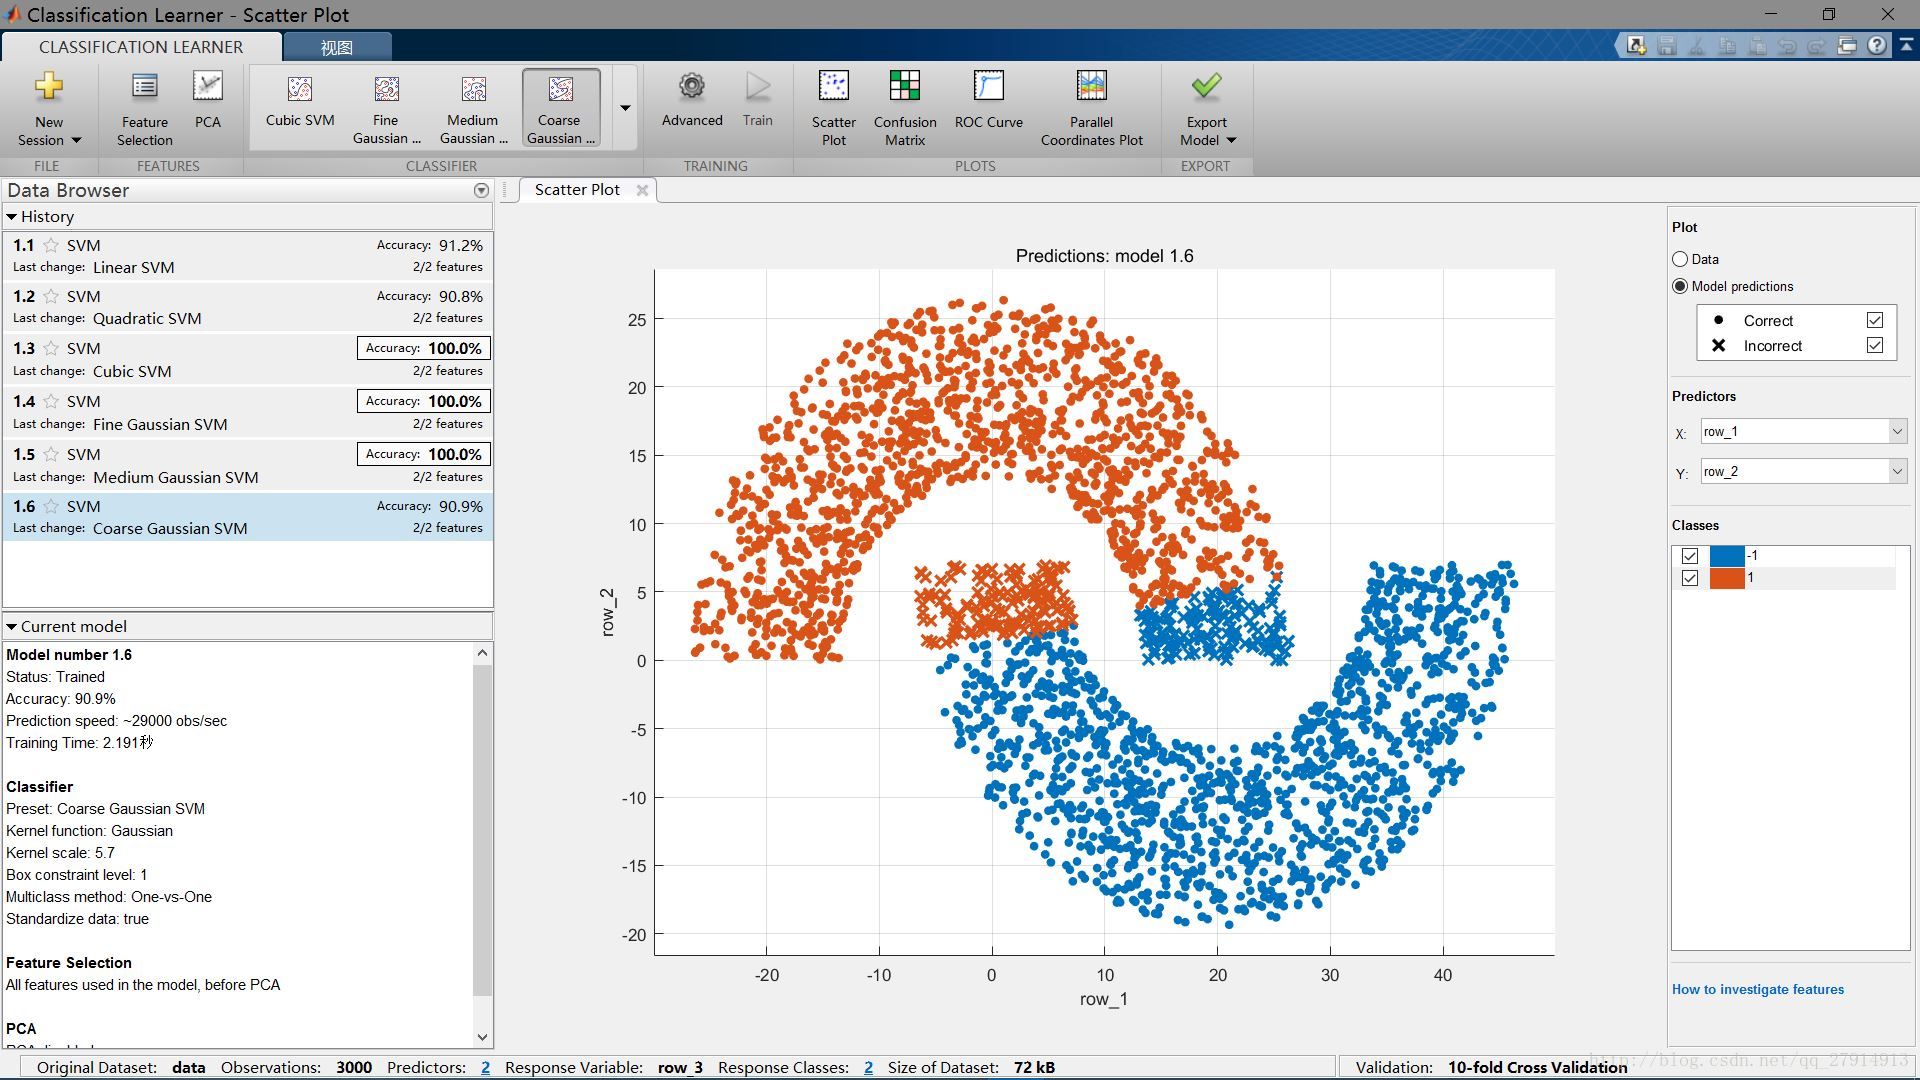 Classification Learner - Scatter Plot
CLASSIFICATION LEARNER
视图
New Session
Feature Selection
PCA
Cubic SVM
Fine Gaussian ...
Medium Gaussian ...
Coarse Gaussian ...
Advanced
Train
Scatter Plot
Confusion Matrix
ROC Curve
Parallel Coordinates Plot
Export Model
FILE
FEATURES
CLASSIFIER
TRAINING
PLOTS
EXPORT
Data Browser
History
1.1 SVM Accuracy: 91.2%
Last change: Linear SVM 2/2 features
1.2 SVM Accuracy: 90.8%
Last change: Quadratic SVM 2/2 features
1.3 SVM Accuracy: 100.0%
Last change: Cubic SVM 2/2 features
1.4 SVM Accuracy: 100.0%
Last change: Fine Gaussian SVM 2/2 features
1.5 SVM Accuracy: 100.0%
Last change: Medium Gaussian SVM 2/2 features
1.6 SVM Accuracy: 90.9%
Last change: Coarse Gaussian SVM 2/2 features
Current model
Model number 1.6
Status: Trained
Accuracy: 90.9%
Prediction speed: ~29000 obs/sec
Training Time: 2.191秒
Classifier
Preset: Coarse Gaussian SVM
Kernel function: Gaussian
Kernel scale: 5.7
Box constraint level: 1
Multiclass method: One-vs-One
Standardize data: true
Feature Selection
All features used in the model, before PCA
PCA
Scatter Plot
Predictions: model 1.6
25
20
15
10
5
0
-5
-10
-15
-20
row_2
-20 -10 0 10 20 30 40
row_1
Plot
Data
Model predictions
Correct
Incorrect
Predictors
X: row_1
Y: row_2
Classes
-1
1
How to investigate features
Original Dataset: data Observations: 3000 Predictors: 2 Response Variable: row_3 Response Classes: 2 Size of Dataset: 72 kB
Validation: 10-fold Cross Validation
http://blog.csdn.net/qq_27914913